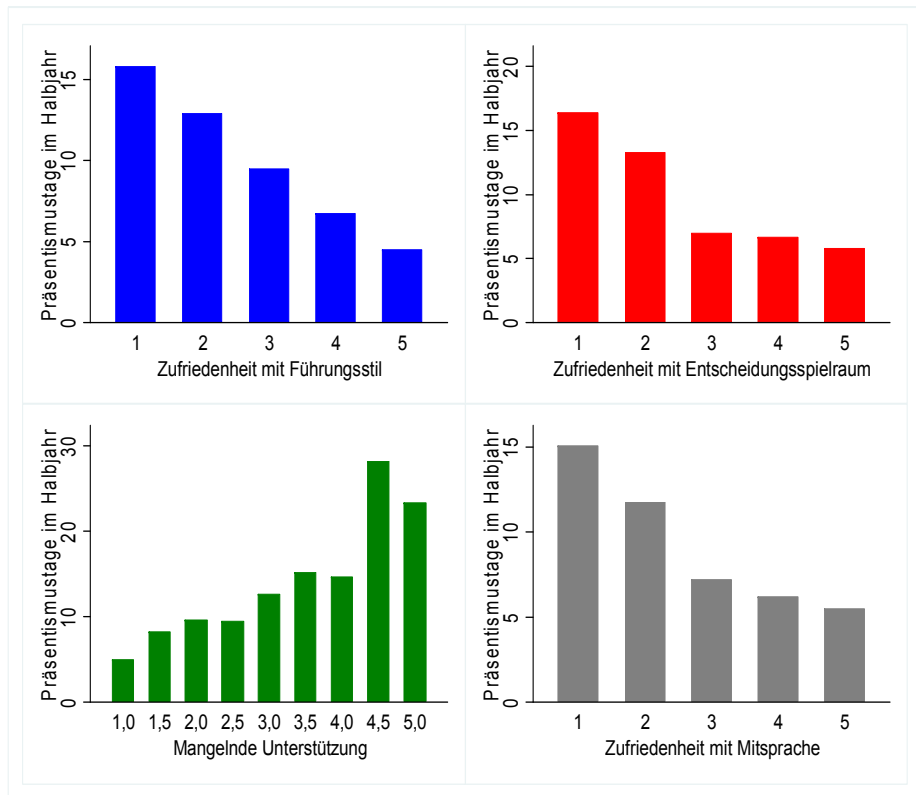 Präsentismustage im Halbjahr
15
10
5
0
1 2 3 4 5
Zufriedenheit mit Führungsstil
Präsentismustage im Halbjahr
20
15
10
5
0
1 2 3 4 5
Zufriedenheit mit Entscheidungsspielraum
Präsentismustage im Halbjahr
30
20
10
0
1,0 1,5 2,0 2,5 3,0 3,5 4,0 4,5 5,0
Mangelnde Unterstützung
Präsentismustage im Halbjahr
15
10
5
0
1 2 3 4 5
Zufriedenheit mit Mitsprache